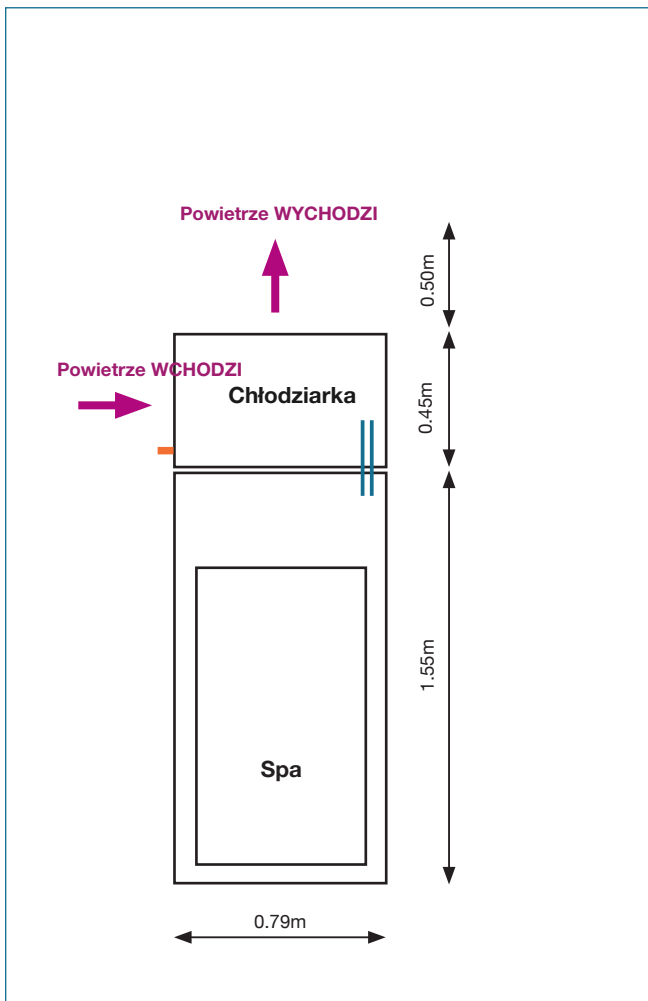 Powietrze WYCHODZI
0.50m
Powietrze WCHODZI
Chłodziarka
0.45m
1.55m
Spa
0.79m